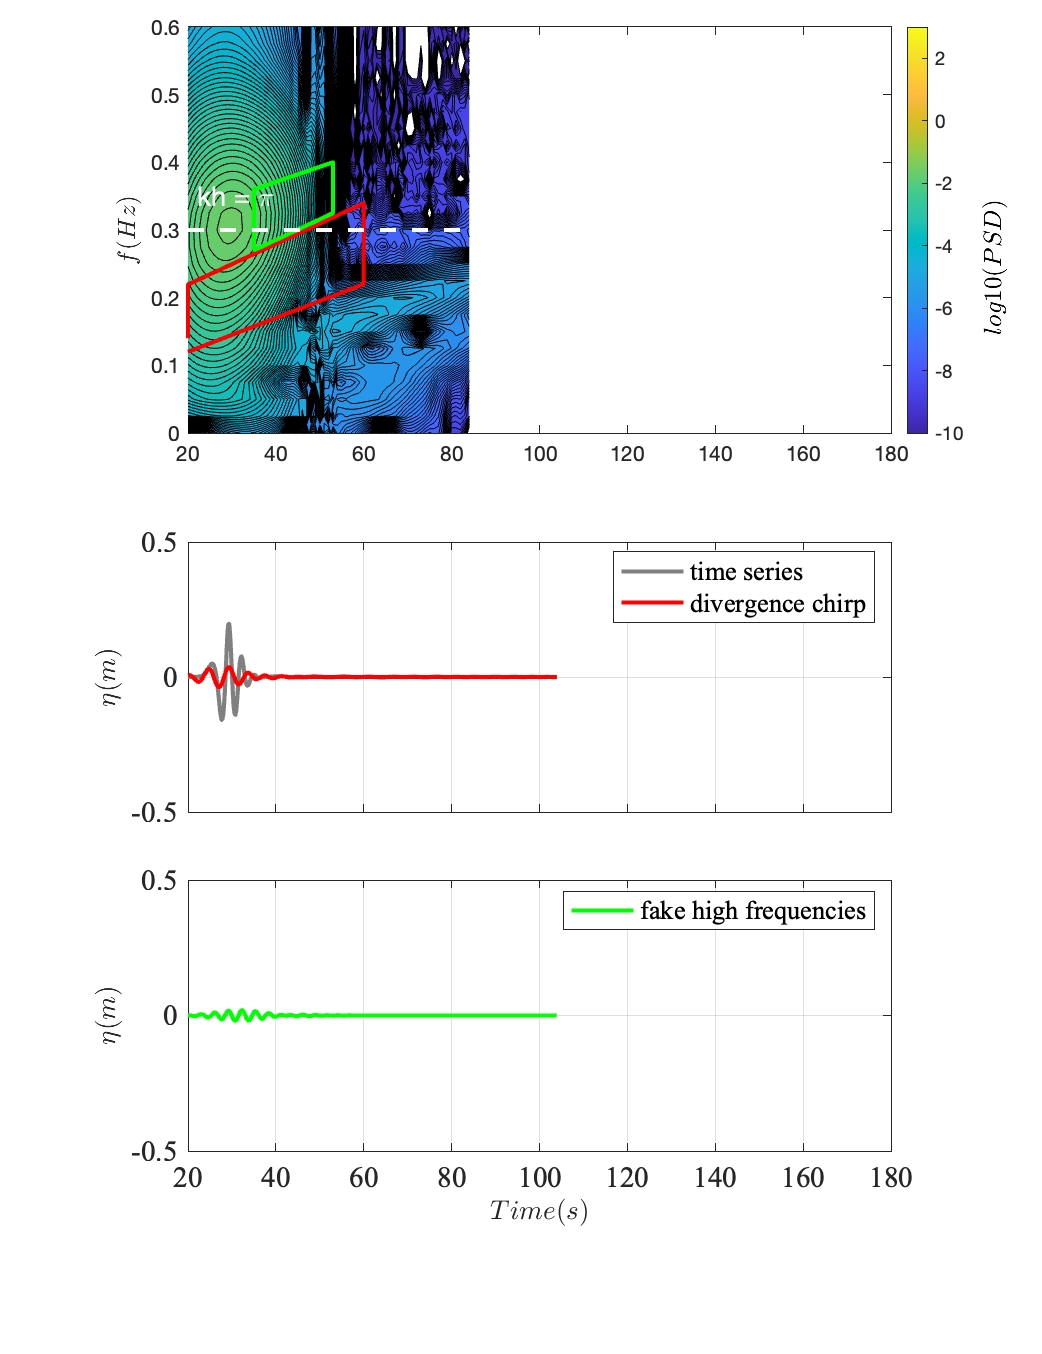 0.6
0.5
0.4
0.3
0.2
0.1
0
f(Hz)
kh = π
20 40 60 80 100 120 140 160 180
2
0
-2
-4
-6
-8
-10
log10(PSD)
0.5
0
-0.5
η(m)
time series
divergence chirp
0.5
0
-0.5
η(m)
fake high frequencies
20 40 60 80 100 120 140 160 180
Time(s)